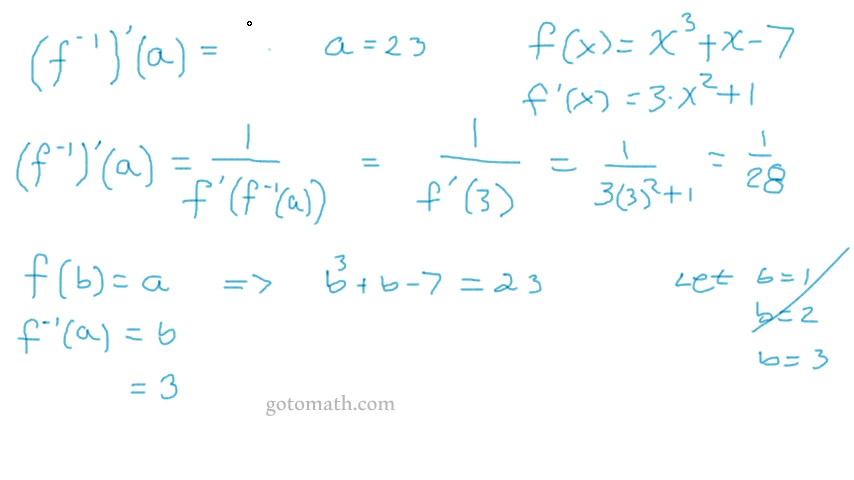 (f⁻¹)'(a) =    a = 23    f(x) = x³ + x - 7
f'(x) = 3·x² + 1
(f⁻¹)'(a) = 1/(f'(f⁻¹(a))) = 1/(f'(3)) = 1/(3(3)² + 1) = 1/28
f(b) = a => b³ + b - 7 = 23    Let b = 1
f⁻¹(a) = b    b = 2
= 3    b = 3
gotomath.com